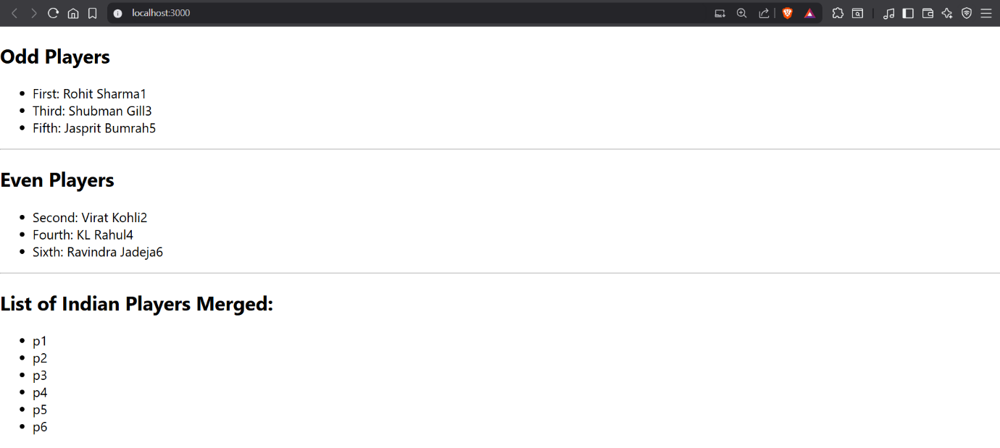 localhost:3000
Odd Players
First: Rohit Sharma1
Third: Shubman Gill3
Fifth: Jasprit Bumrah5
Even Players
Second: Virat Kohli2
Fourth: KL Rahul4
Sixth: Ravindra Jadeja6
List of Indian Players Merged:
p1
p2
p3
p4
p5
p6